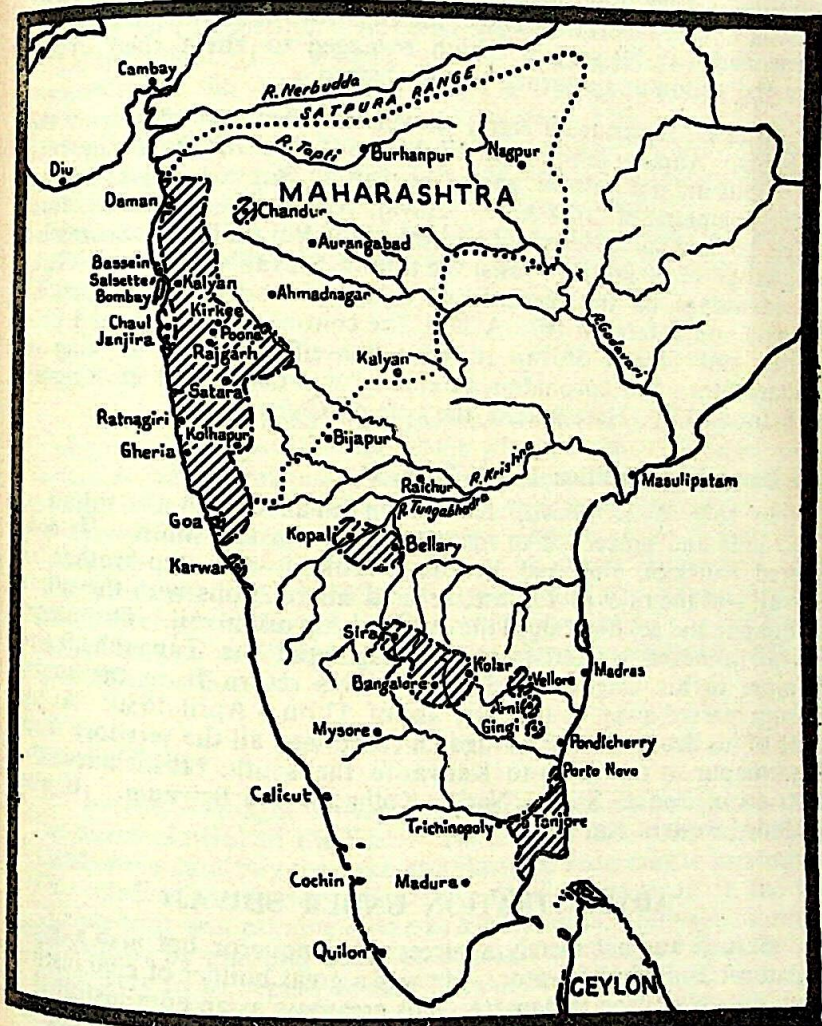 Cambay
R. Nerbudda
SATPURA RANGE
R. Tapti
Burhanpur
Nagpur
Diu
Daman
MAHARASHTRA
Chandur
Aurangabad
Bassein
Salsette
Bombay
Kalyan
Ahmadnagar
Kirkee
Poona
Chaul
Janjira
Rajgarh
R. Godavari
Kalyan
Satara
Ratnagiri
Kolhapur
Bijapur
Gheria
R. Krishna
Raichur
Masulipatam
R. Tungabhadra
Goa
Kopal
Bellary
Karwar
Sira
Kolar
Bangalore
Vellore
Madras
Arni
Gingi
Mysore
Pondicherry
Porto Novo
Calicut
Trichinopoly
Tanjore
Cochin
Madura
Quilon
CEYLON